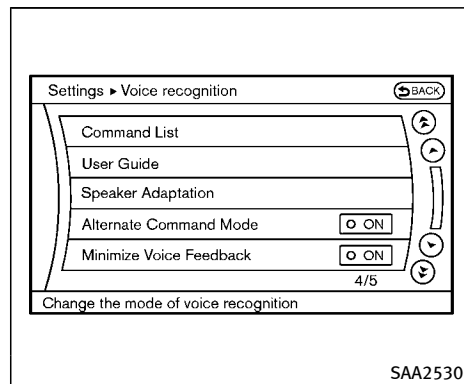 Settings ▸ Voice recognition
BACK
Command List
User Guide
Speaker Adaptation
Alternate Command Mode
ON
Minimize Voice Feedback
ON
4/5
Change the mode of voice recognition
SAA2530